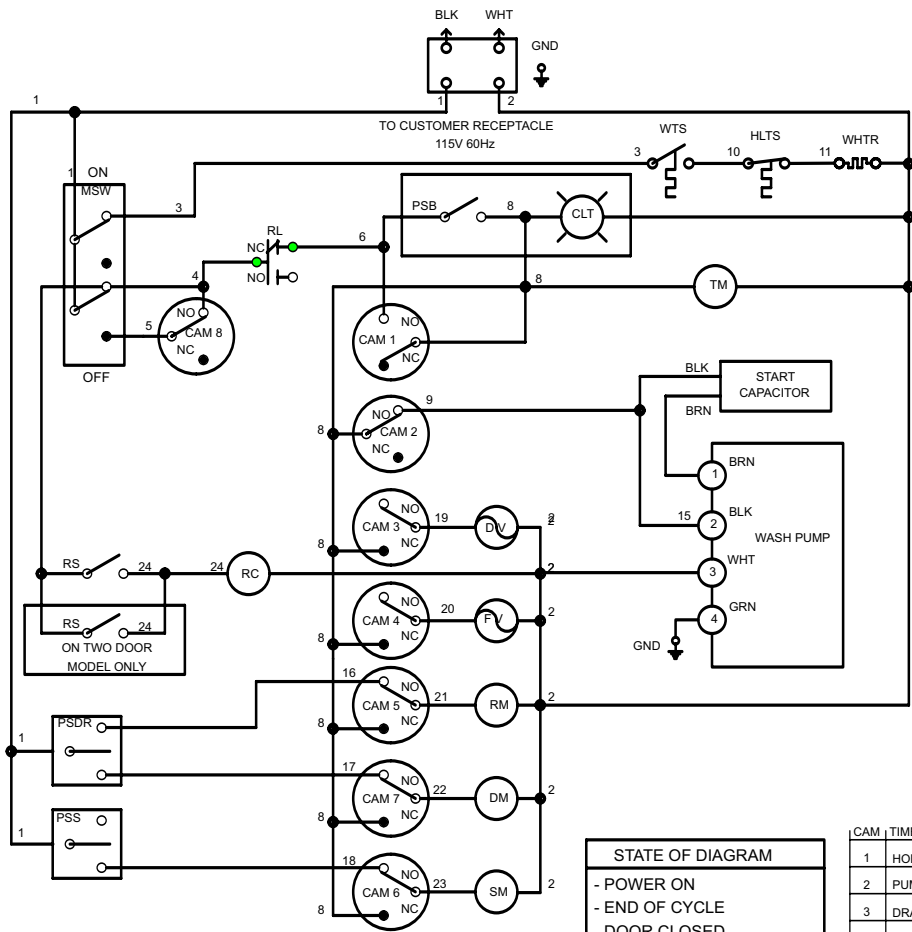 BLK WHT
GND
1 2
TO CUSTOMER RECEPTACLE
115V 60Hz
1
WTS HLTS WHTR
3 10 11
1 ON
MSW
3
PSB 8 CLT
RL
NC 6
NO
4
8 TM
5 NO
CAM 8
NC
OFF
NO
CAM 1
NC
BLK START
CAPACITOR
BRN
9
NO
CAM 2
8
NC
1 BRN
15 2 BLK
WASH PUMP
3 WHT
4 GRN
GND
NO 19 DV 2
CAM 3
8 NC
RS 24 24 RC 2
RS 24
ON TWO DOOR
MODEL ONLY
NO 20 FV 2
CAM 4
8 NC
16
NO 21 RM 2
CAM 5
8 NC
PSDR
1
17
NO 22 DM 2
CAM 7
8 NC
PSS
1
18
NO 23 SM 2
CAM 6
8 NC
STATE OF DIAGRAM
- POWER ON
- END OF CYCLE
DOOR CLOSED
CAM
1
2
3